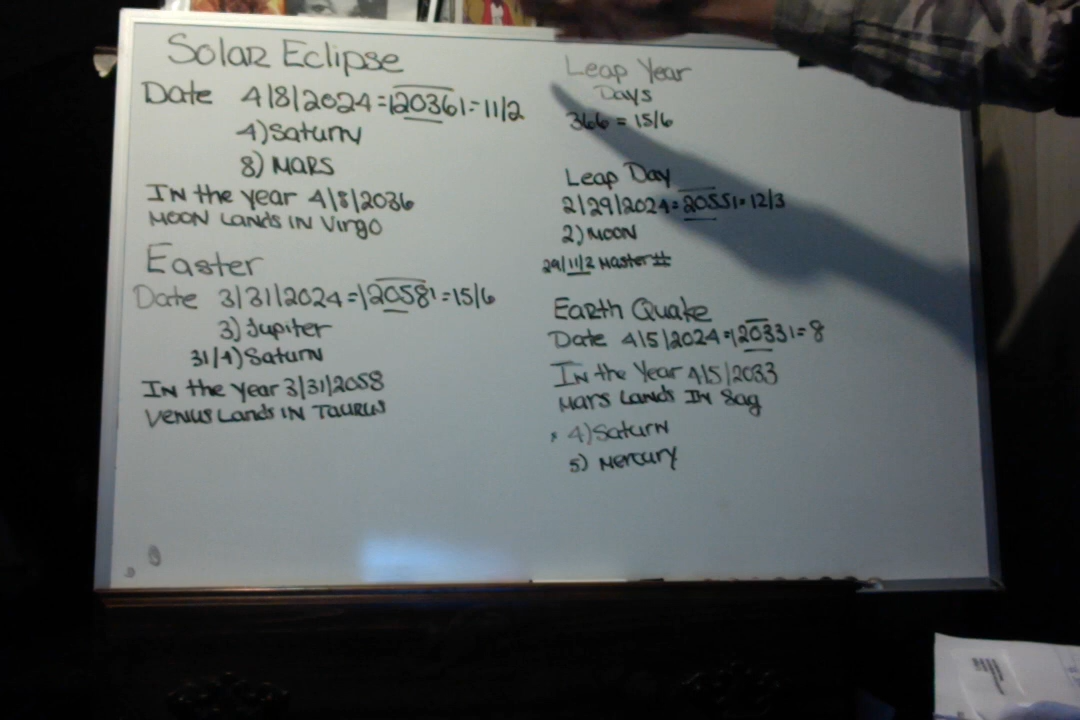 Solar Eclipse
Date 4/8/2024=|2036|=11/2
4) Saturn
8) MARS
IN the year 4/8/2036
MOON Lands IN Virgo
Easter
Date 3/31/2024=|2058|=15/6
3) Jupiter
31/4) Saturn
IN the Year 3/31/2058
VENUS Lands IN TAURUS
Leap Year
Days
366 = 15/6
Leap Day
2/29/2024=2055|=12/3
2) MOON
29/11/2 Master #
Earth Quake
Date 4/5/2024=|2033|=8
IN the Year 4/5/2033
MARS Lands IN Sag
4) Saturn
5) Mercury